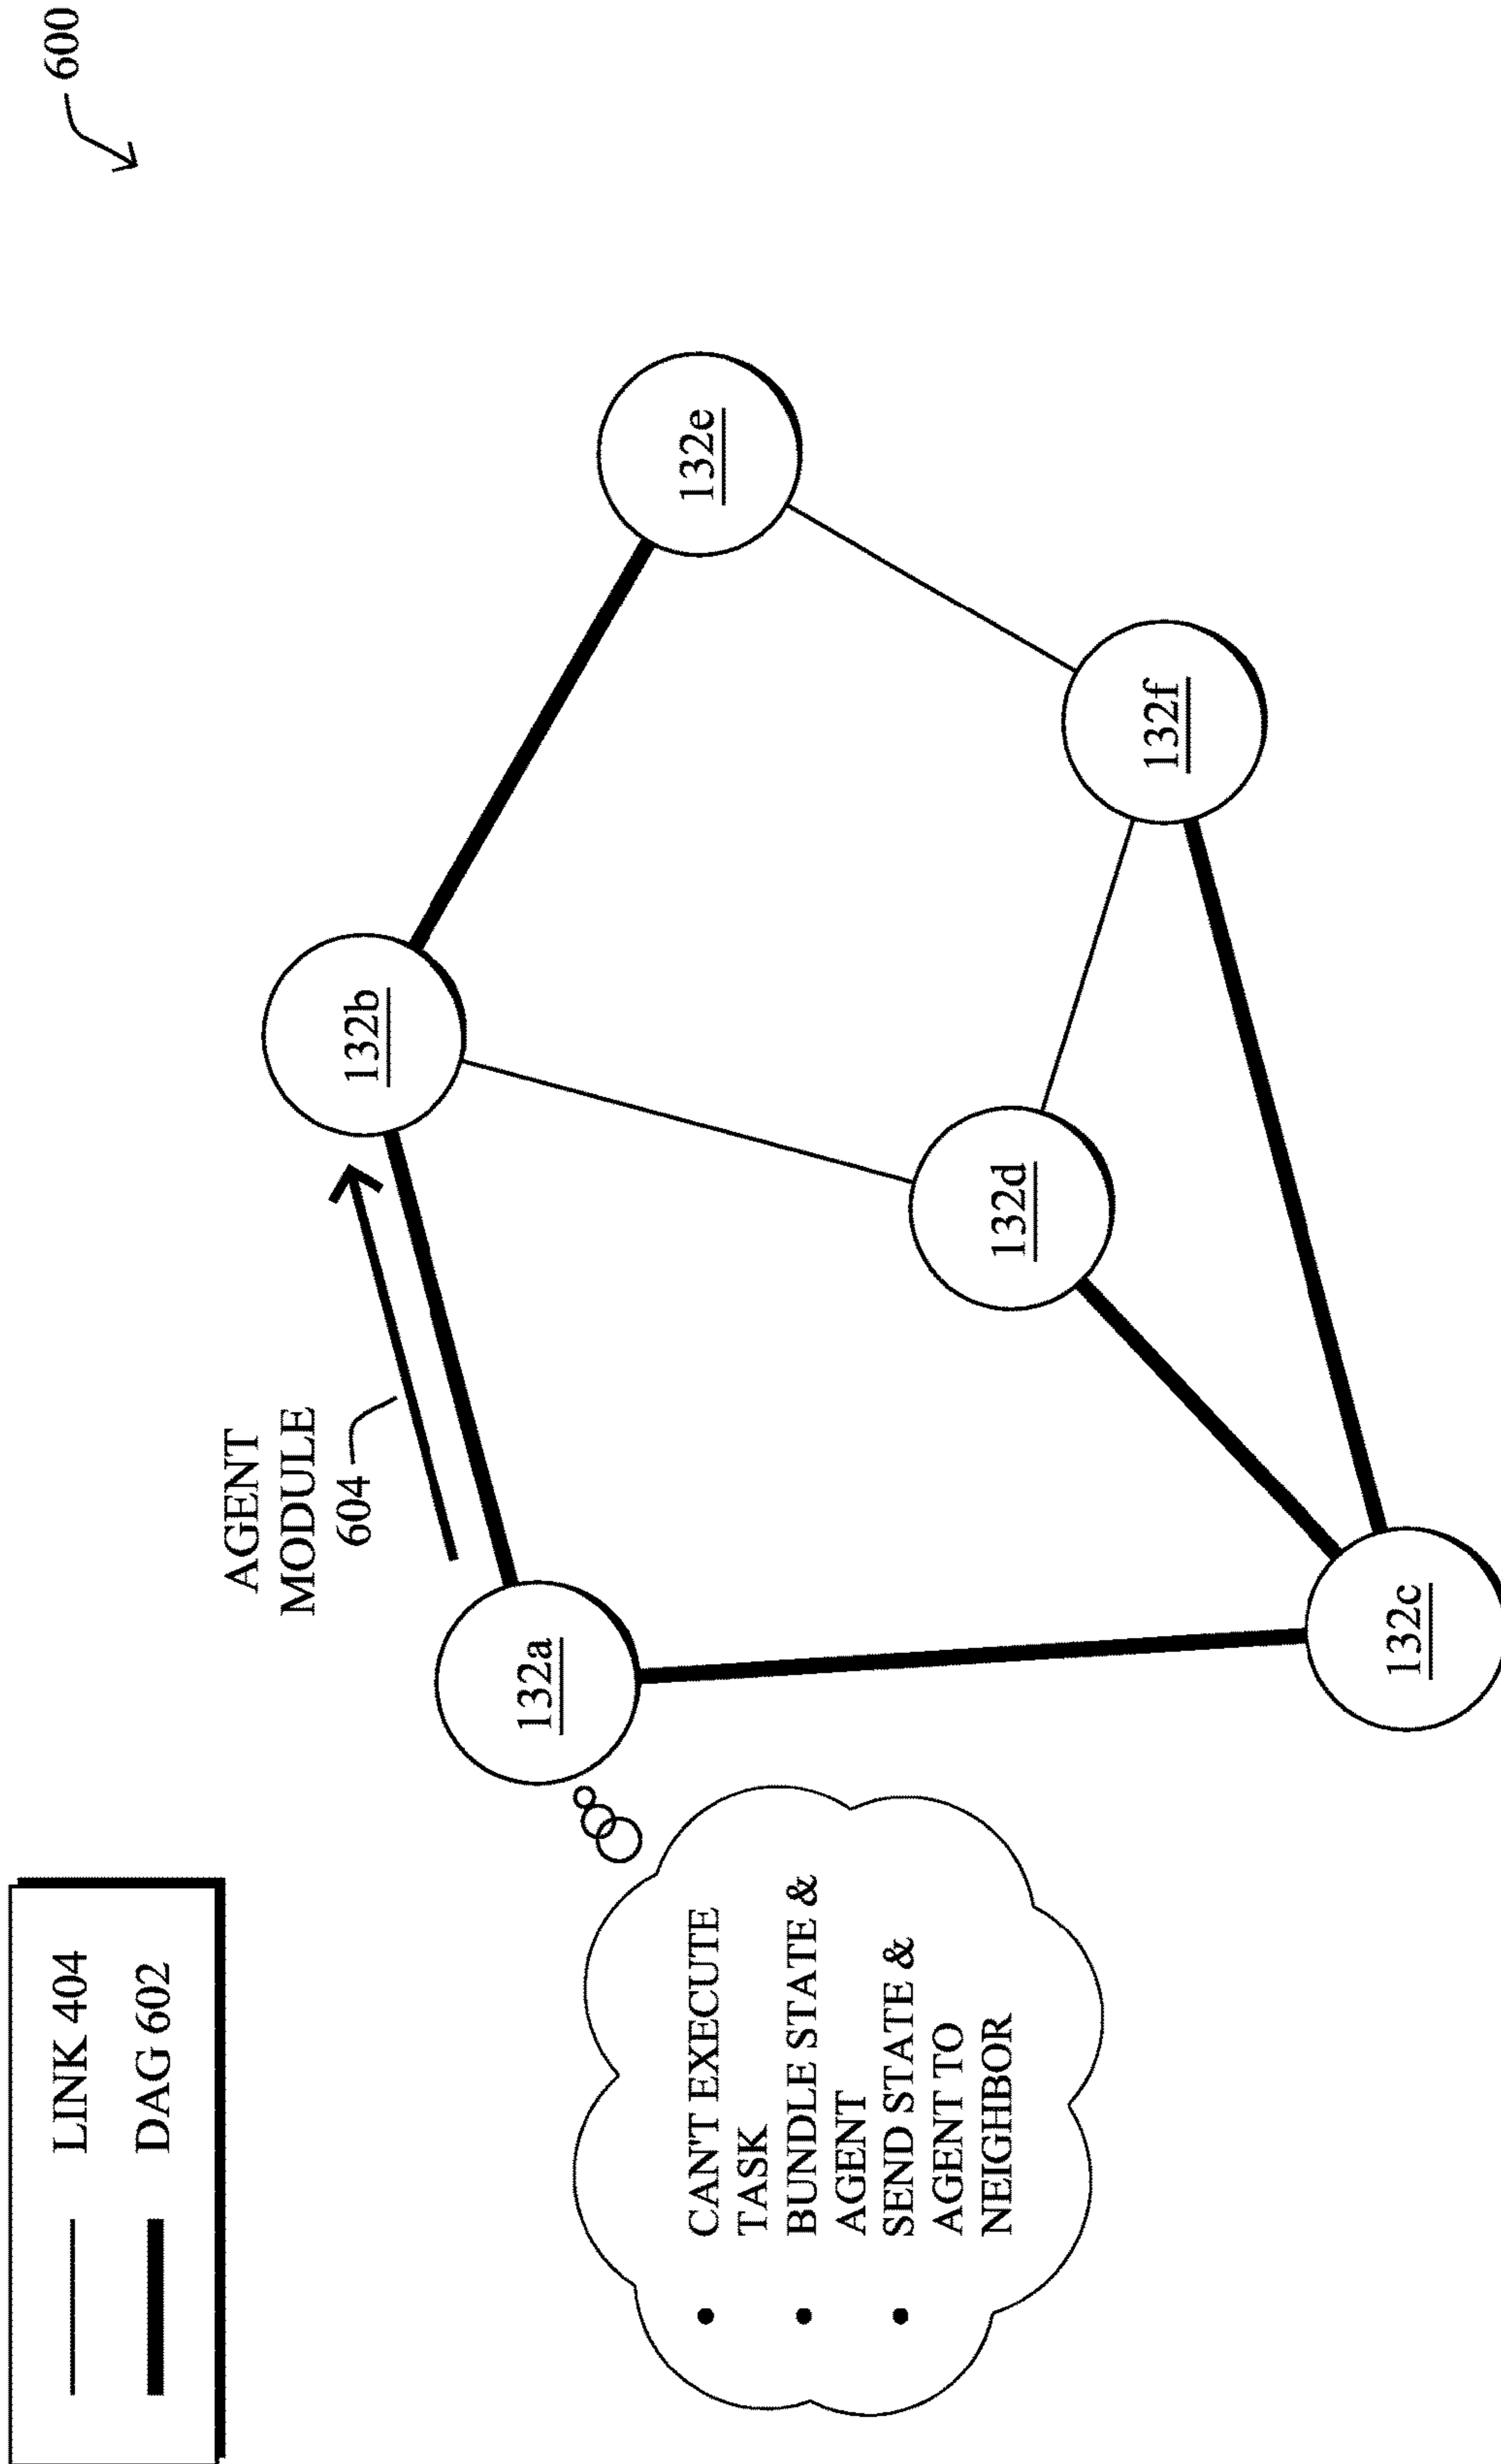 600
LINK 404
DAG 602
AGENT
MODULE
604
132a
132b
132c
132d
132e
132f
• CAN'T EXECUTE
TASK
• BUNDLE STATE &
AGENT
• SEND STATE &
AGENT TO
NEIGHBOR